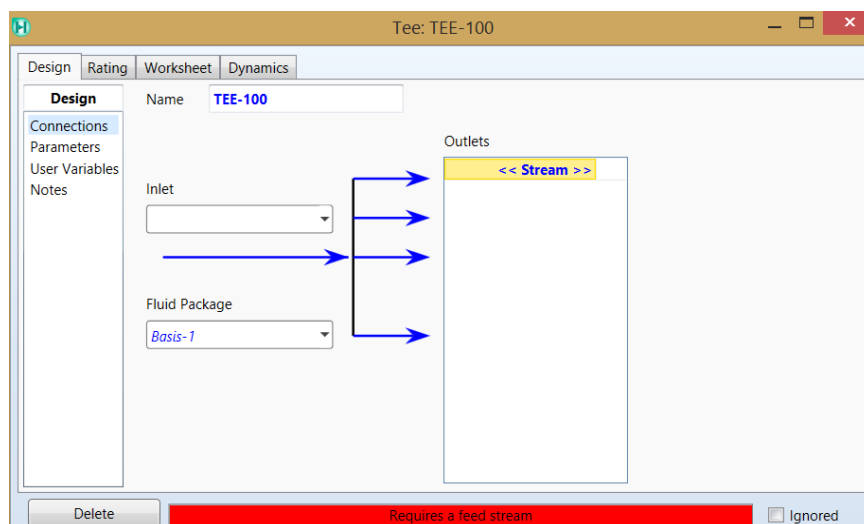 H
Tee: TEE-100
Design Rating Worksheet Dynamics
Design
Connections
Parameters
User Variables
Notes
Name TEE-100
Outlets
<< Stream >>
Inlet
Fluid Package
Basis-1
Delete
Requires a feed stream
Ignored